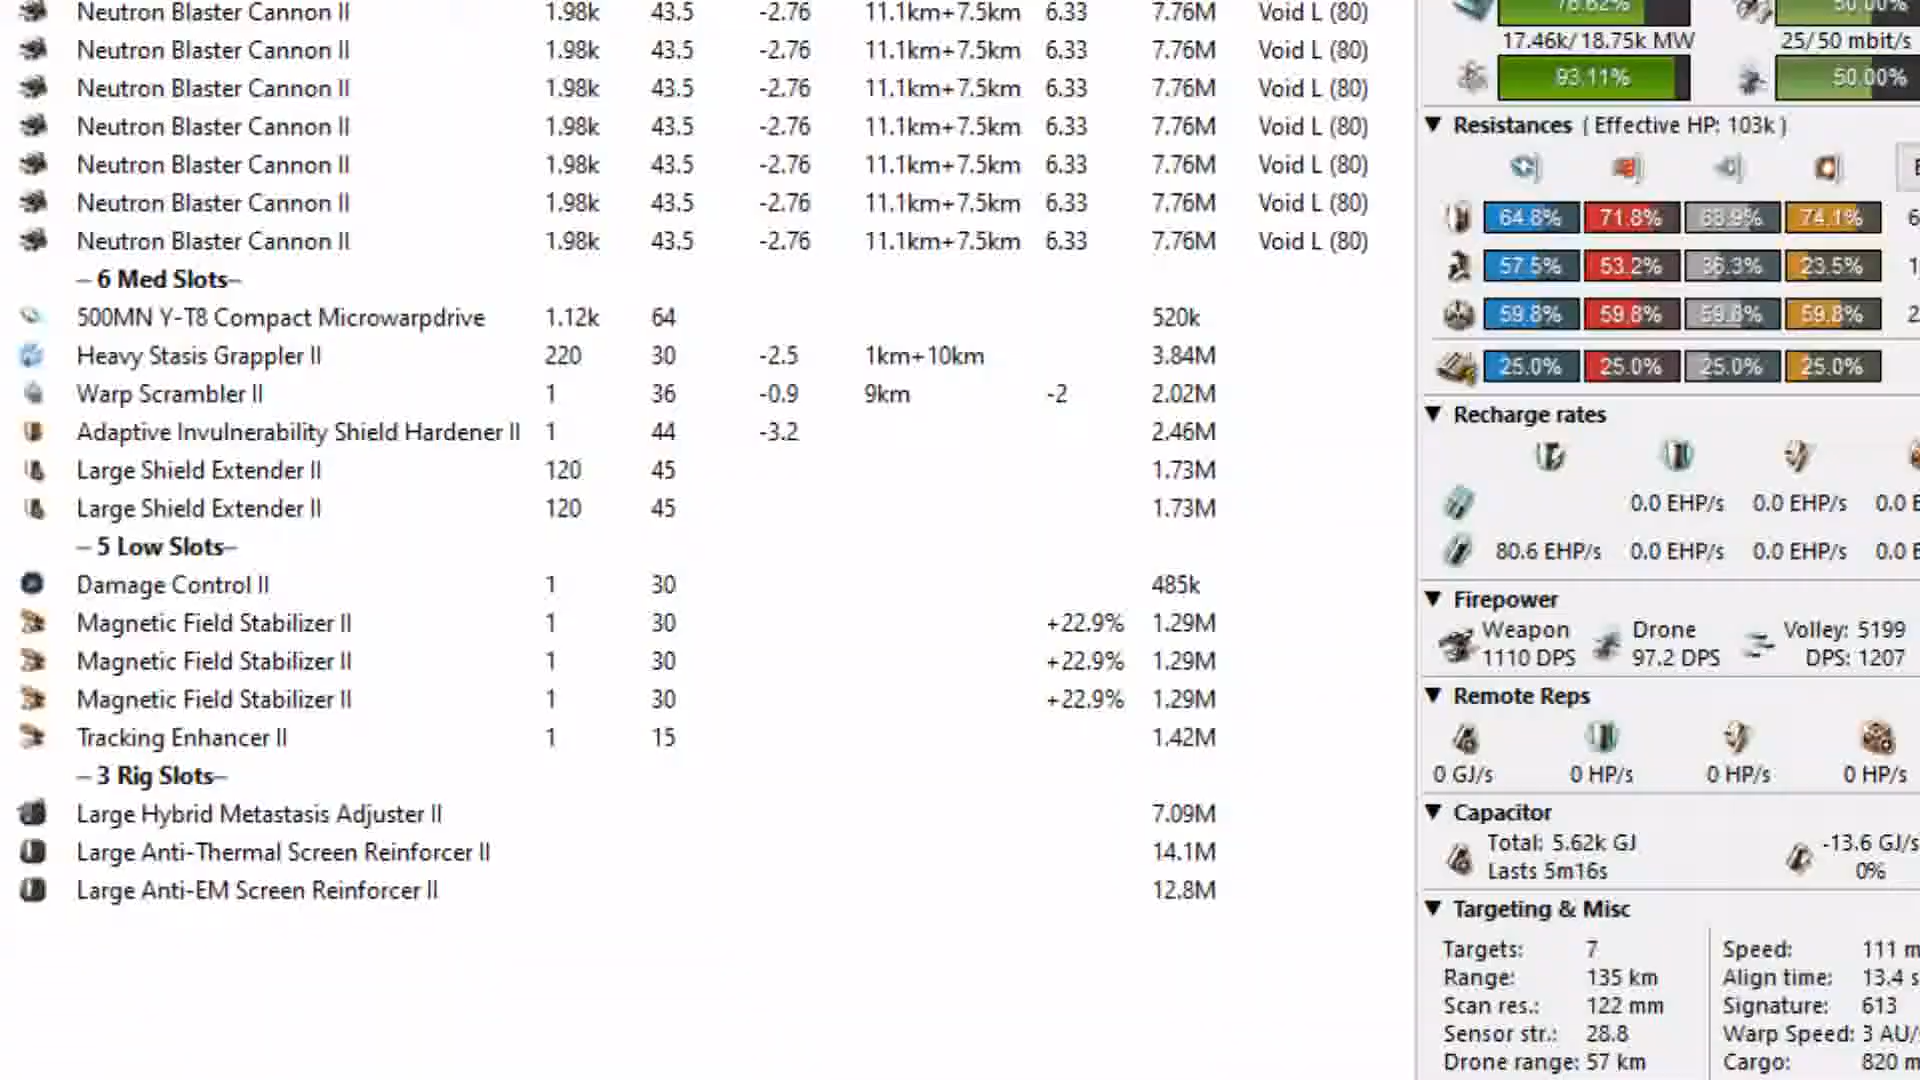 Neutron Blaster Cannon II 1.98k 43.5 -2.76 11.1km+7.5km 6.33 7.76M Void L (80)
Neutron Blaster Cannon II 1.98k 43.5 -2.76 11.1km+7.5km 6.33 7.76M Void L (80)
Neutron Blaster Cannon II 1.98k 43.5 -2.76 11.1km+7.5km 6.33 7.76M Void L (80)
Neutron Blaster Cannon II 1.98k 43.5 -2.76 11.1km+7.5km 6.33 7.76M Void L (80)
Neutron Blaster Cannon II 1.98k 43.5 -2.76 11.1km+7.5km 6.33 7.76M Void L (80)
Neutron Blaster Cannon II 1.98k 43.5 -2.76 11.1km+7.5km 6.33 7.76M Void L (80)
Neutron Blaster Cannon II 1.98k 43.5 -2.76 11.1km+7.5km 6.33 7.76M Void L (80)
– 6 Med Slots–
500MN Y-T8 Compact Microwarpdrive 1.12k 64 520k
Heavy Stasis Grappler II 220 30 -2.5 1km+10km 3.84M
Warp Scrambler II 1 36 -0.9 9km -2 2.02M
Adaptive Invulnerability Shield Hardener II 1 44 -3.2 2.46M
Large Shield Extender II 120 45 1.73M
Large Shield Extender II 120 45 1.73M
– 5 Low Slots–
Damage Control II 1 30 485k
Magnetic Field Stabilizer II 1 30 +22.9% 1.29M
Magnetic Field Stabilizer II 1 30 +22.9% 1.29M
Magnetic Field Stabilizer II 1 30 +22.9% 1.29M
Tracking Enhancer II 1 15 1.42M
– 3 Rig Slots–
Large Hybrid Metastasis Adjuster II 7.09M
Large Anti-Thermal Screen Reinforcer II 14.1M
Large Anti-EM Screen Reinforcer II 12.8M
17.46k/18.75k MW 25/50 mbit/s
93.11% 50.00%
Resistances (Effective HP: 103k)
64.8% 71.8% 74.1%
57.5% 53.2% 36.3% 23.5%
59.8% 59.8% 59.8% 59.8%
25.0% 25.0% 25.0% 25.0%
Recharge rates
0.0 EHP/s 0.0 EHP/s 0.0
80.6 EHP/s 0.0 EHP/s 0.0 EHP/s 0.0
Firepower
Weapon Drone Volley: 5199
1110 DPS 97.2 DPS DPS: 1207
Remote Reps
0 GJ/s 0 HP/s 0 HP/s 0 HP/s
Capacitor
Total: 5.62k GJ -13.6 GJ/s
Lasts 5m16s 0%
Targeting & Misc
Targets: 7 Speed: 111 m
Range: 135 km Align time: 13.4 s
Scan res.: 122 mm Signature: 613
Sensor str.: 28.8 Warp Speed: 3 AU/
Drone range: 57 km Cargo: 820 m